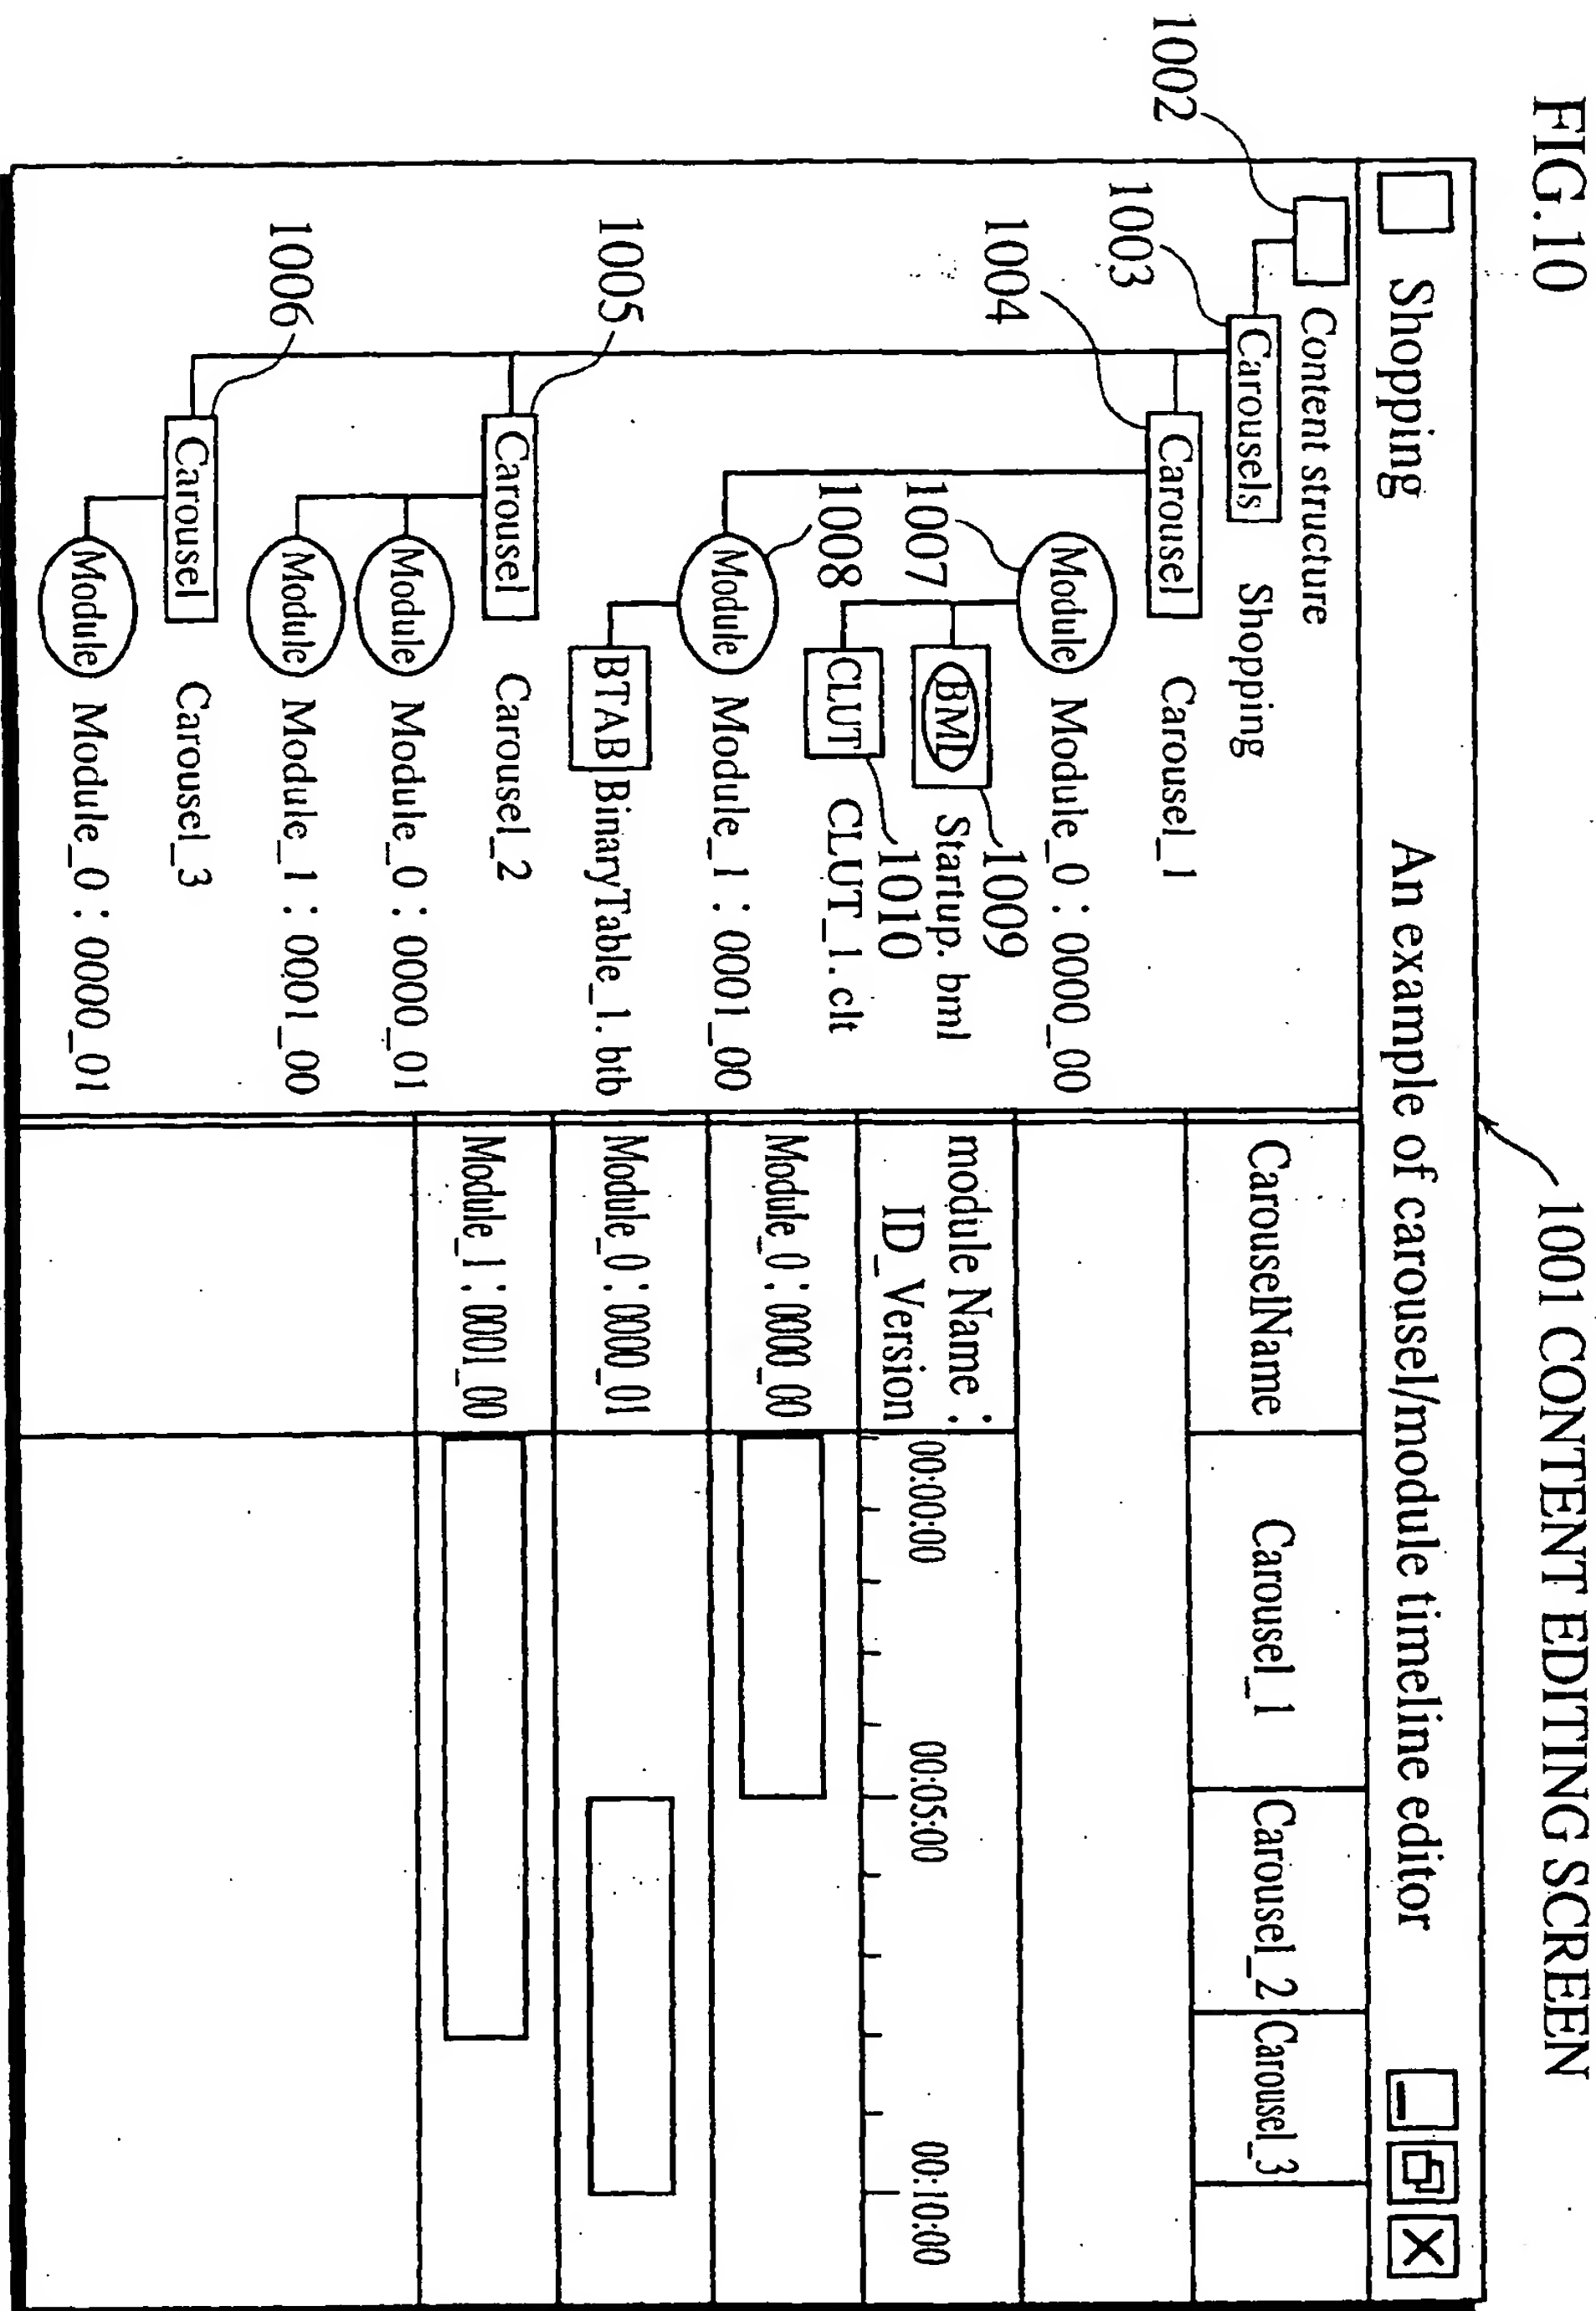 FIG.10
1001 CONTENT EDITING SCREEN
Shopping
An example of carousel/module timeline editor
1002
Content structure
1003
Carousels Shopping
1004
Carousel Carousel_1
Module Module_0 : 0000_00
1007
1009
BML Startup. bml
1010
CLUT CLUT_1. clt
1008
Module Module_1 : 0001_00
BTAB BinaryTable_1. btb
1005
Carousel Carousel_2
Module Module_0 : 0000_01
Module Module_1 : 0001_00
1006
Carousel Carousel_3
Module Module_0 : 0000_01
CarouselName Carousel_1 Carousel_2 Carousel_3
module Name :
ID_Version
00:00:00 00:05:00 00:10:00
Module_0 : 0000_00
Module_0 : 0000_01
Module_1 : 0001_00